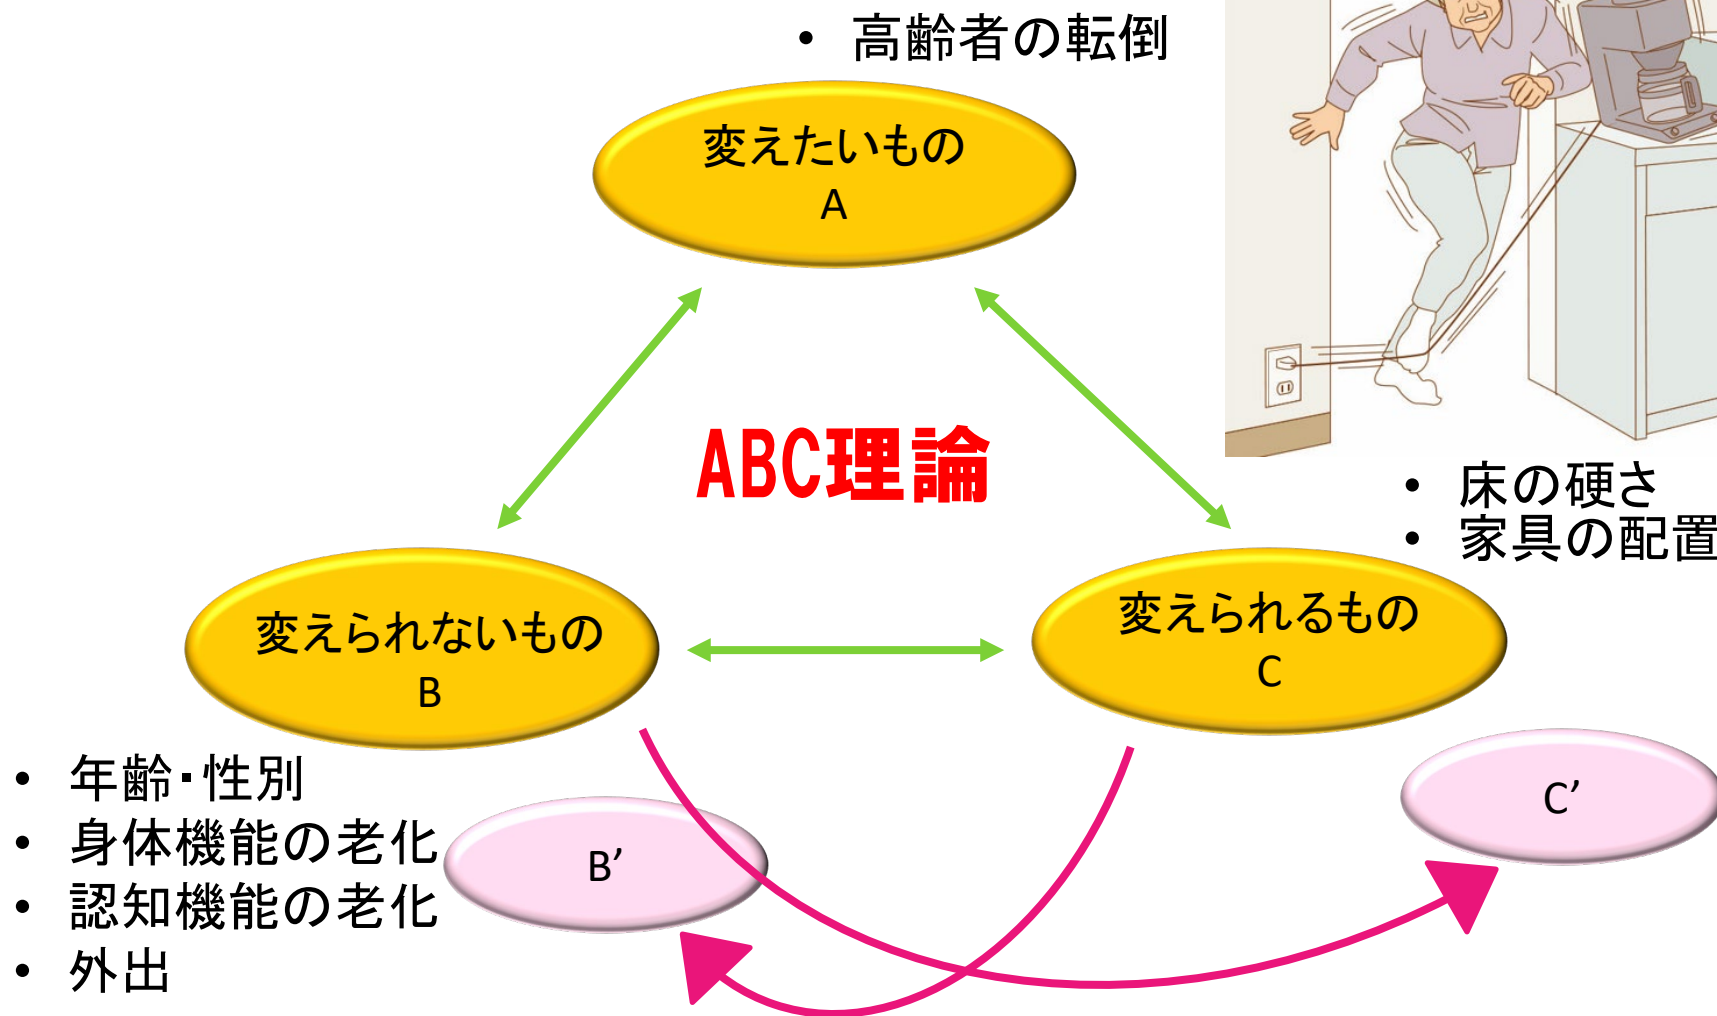 • 高齢者の転倒
変えたいもの
A
ABC理論
• 床の硬さ
• 家具の配置
変えられないもの
B
変えられるもの
C
• 年齢・性別
• 身体機能の老化
• 認知機能の老化
• 外出
B’
C’